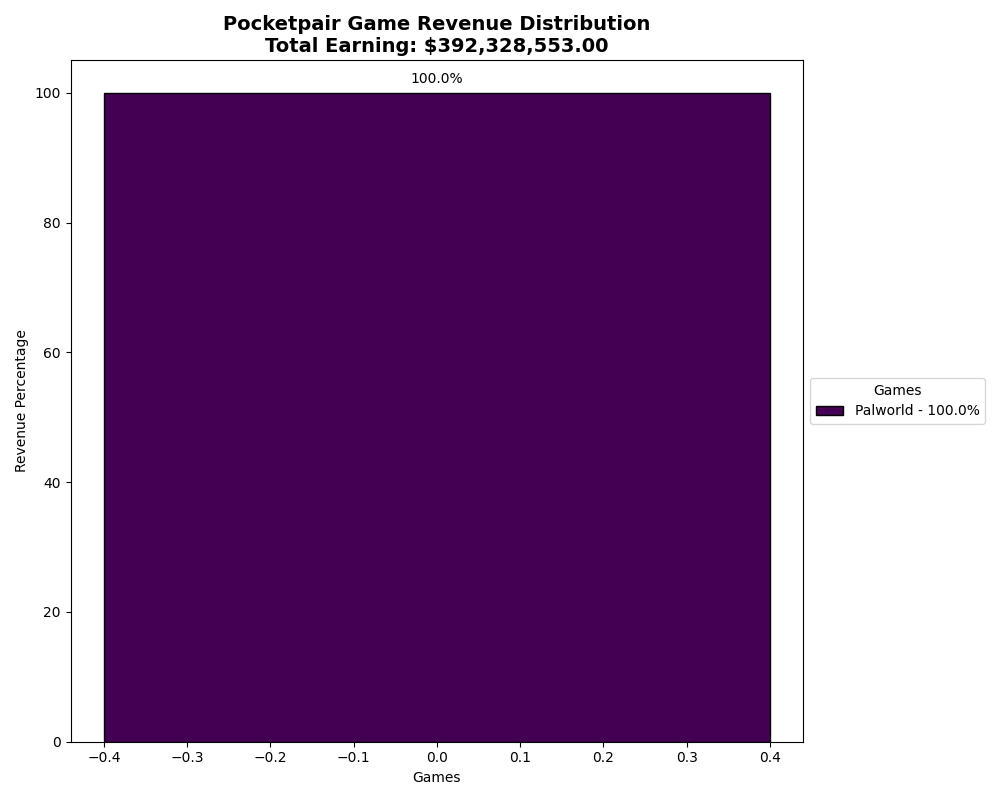 Pocketpair Game Revenue Distribution
Total Earning: $392,328,553.00
100.0%
100
80
60
40
20
0
Revenue Percentage
−0.4
−0.3
−0.2
−0.1
0.0
0.1
0.2
0.3
0.4
Games
Games
Palworld - 100.0%